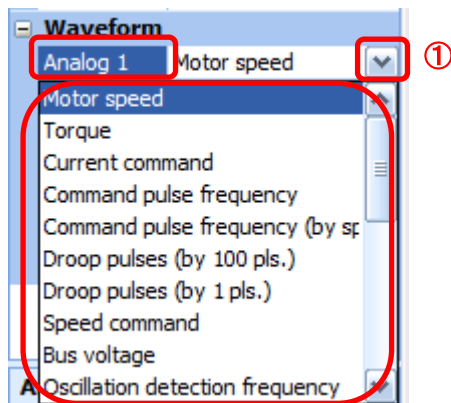 Waveform
Analog 1 Motor speed ①
Motor speed
Torque
Current command
Command pulse frequency
Command pulse frequency (by sp
Droop pulses (by 100 pls.)
Droop pulses (by 1 pls.)
Speed command
Bus voltage
A Oscillation detection frequency